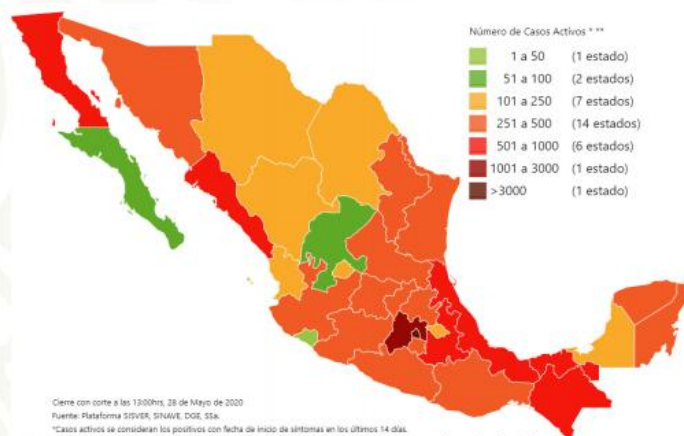 Número de Casos Activos * **
1 a 50 (1 estado)
51 a 100 (2 estados)
101 a 250 (7 estados)
251 a 500 (14 estados)
501 a 1000 (6 estados)
1001 a 3000 (1 estado)
>3000 (1 estado)
Cierre con corte a las 13:00hrs, 28 de Mayo de 2020
Fuente: Plataforma SISVER, SINAVE, DGE, SSa.
*Casos activos se consideran los positivos con fecha de inicio de síntomas en los últimos 14 días.